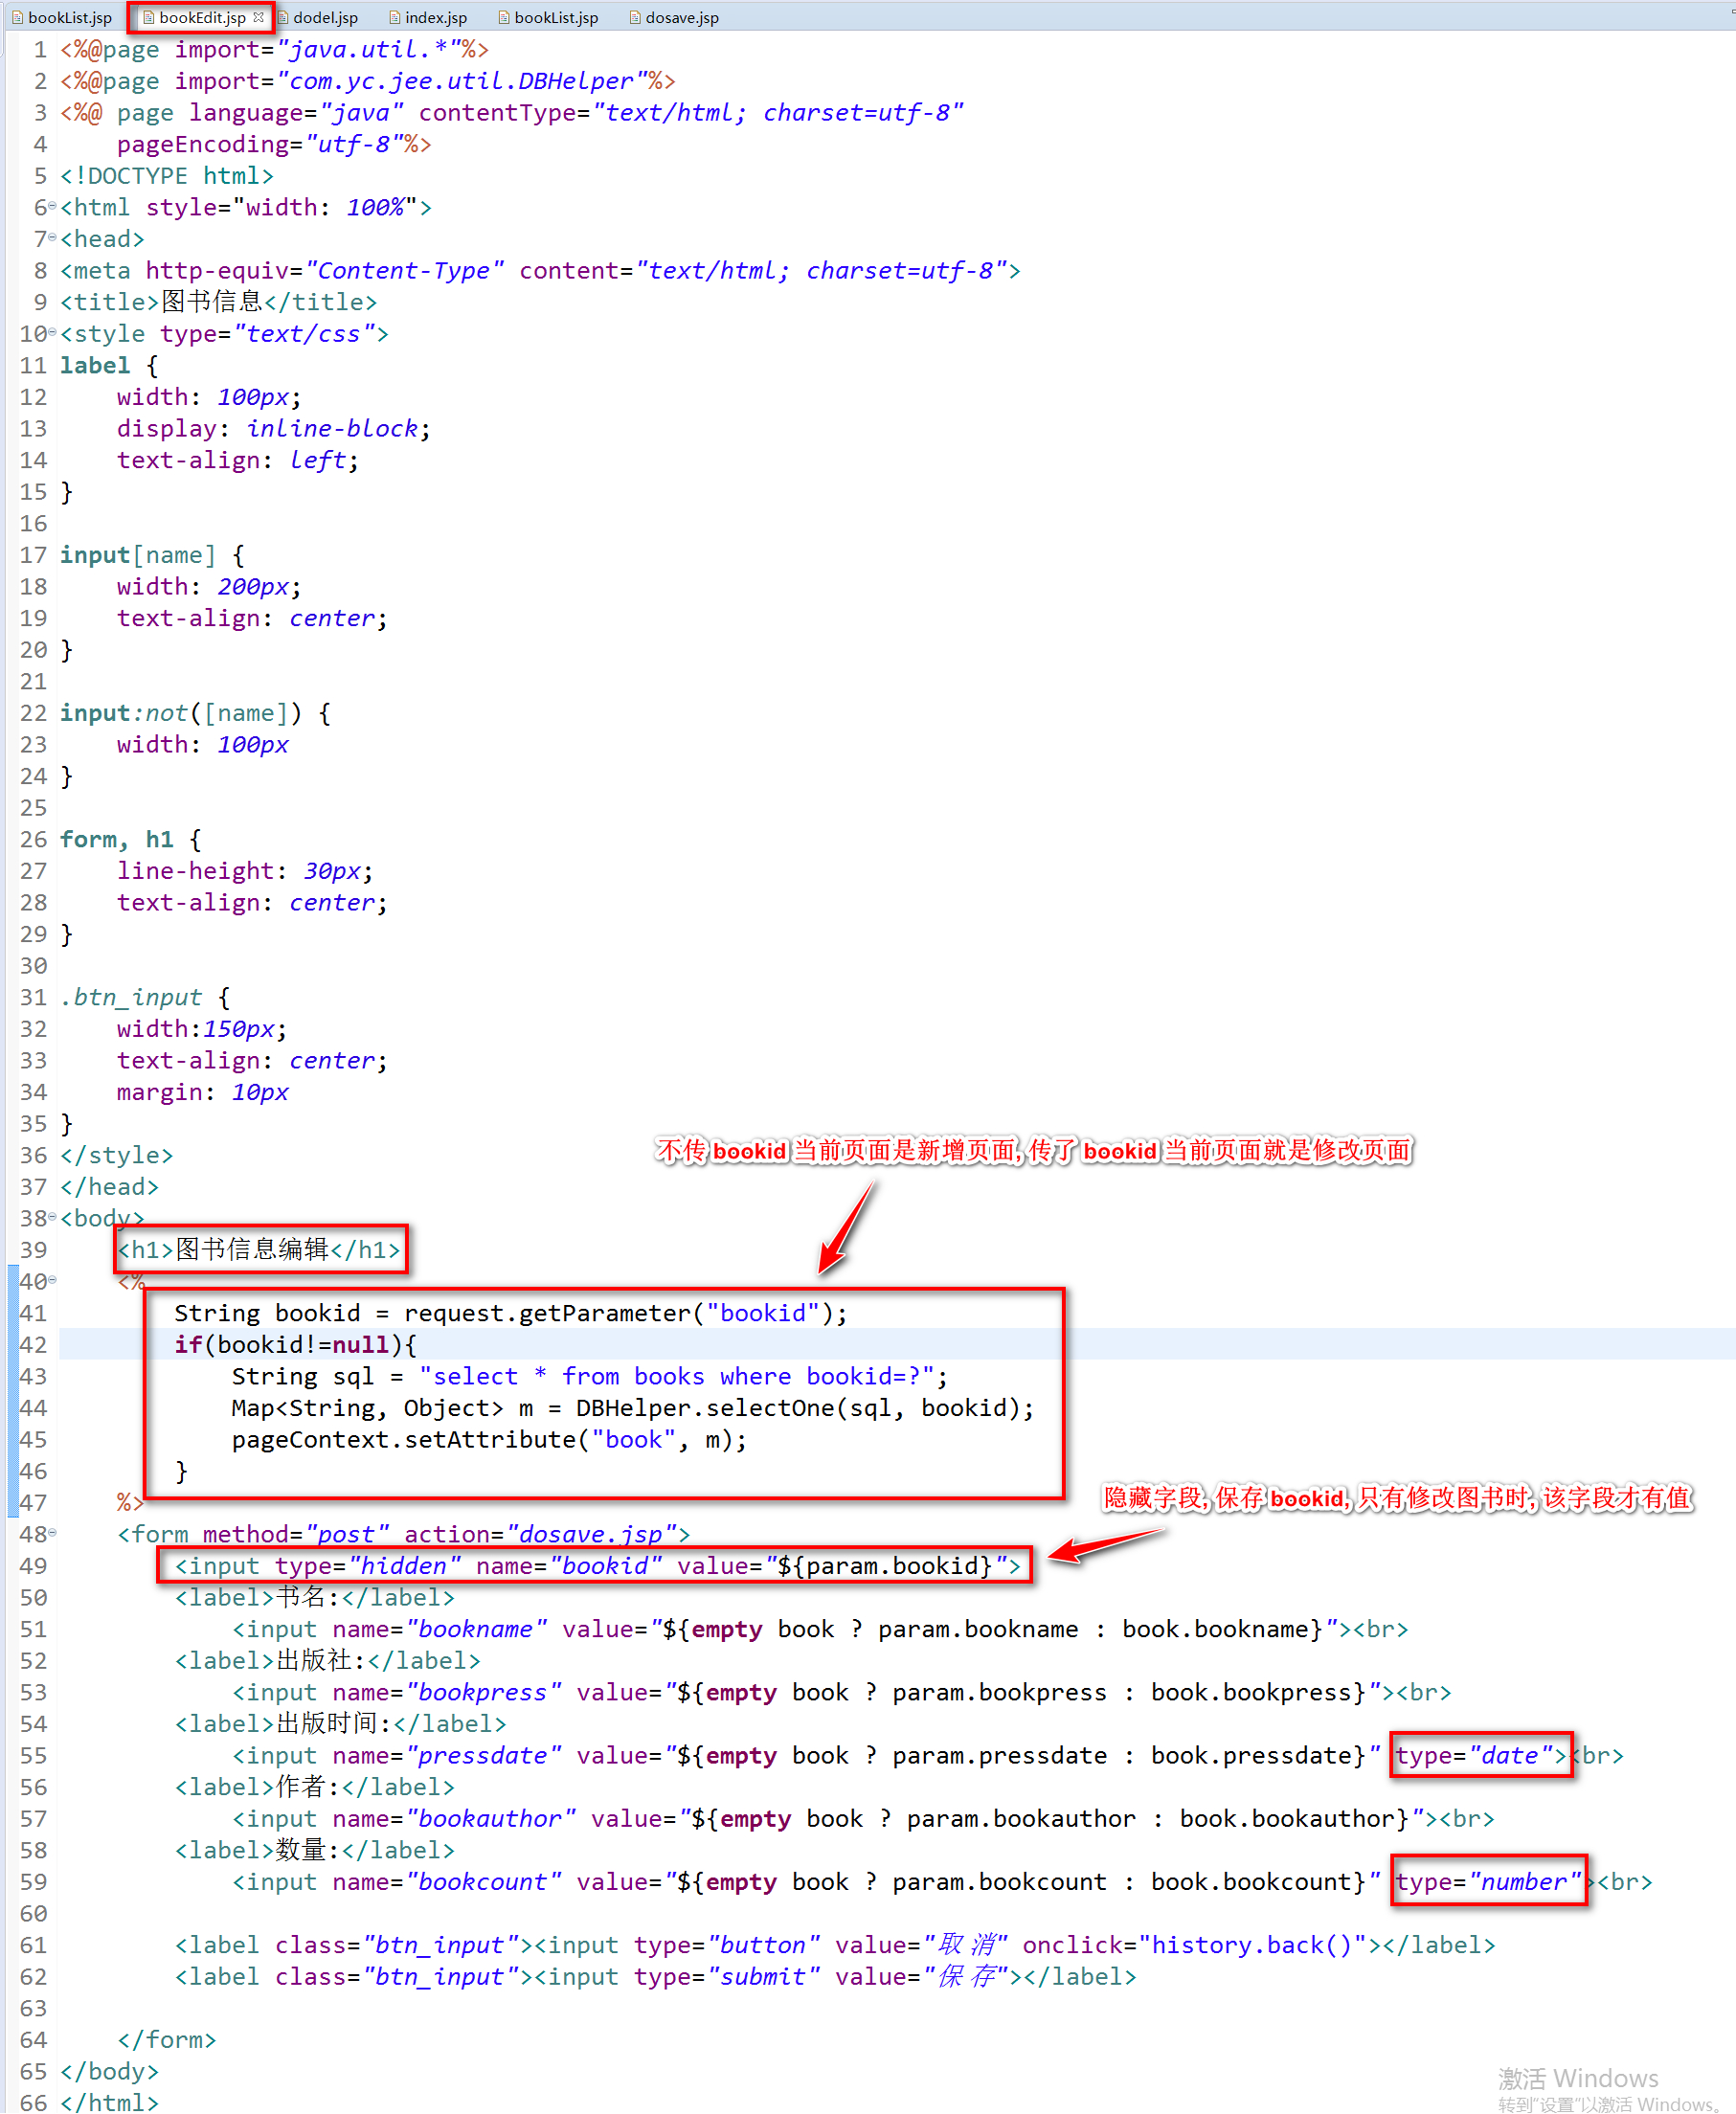 bookList.jsp bookEdit.jsp dodel.jsp index.jsp bookList.jsp dosave.jsp
1 <%@page import="java.util.*"%>
2 <%@page import="com.yc.jee.util.DBHelper"%>
3 <%@ page language="java" contentType="text/html; charset=utf-8"
4     pageEncoding="utf-8"%>
5 <!DOCTYPE html>
6 <html style="width: 100%">
7 <head>
8 <meta http-equiv="Content-Type" content="text/html; charset=utf-8">
9 <title>图书信息</title>
10 <style type="text/css">
11 label {
12     width: 100px;
13     display: inline-block;
14     text-align: left;
15 }
16
17 input[name] {
18     width: 200px;
19     text-align: center;
20 }
21
22 input:not([name]) {
23     width: 100px
24 }
25
26 form, h1 {
27     line-height: 30px;
28     text-align: center;
29 }
30
31 .btn_input {
32     width:150px;
33     text-align: center;
34     margin: 10px
35 }
不传 bookid 当前页面是新增页面, 传了 bookid 当前页面就是修改页面
36 </style>
37 </head>
38 <body>
39     <h1>图书信息编辑</h1>
40     <%
41         String bookid = request.getParameter("bookid");
42         if(bookid!=null){
43             String sql = "select * from books where bookid=?";
44             Map<String, Object> m = DBHelper.selectOne(sql, bookid);
45             pageContext.setAttribute("book", m);
46         }
隐藏字段, 保存 bookid, 只有修改图书时, 该字段才有值
47     %>
48     <form method="post" action="dosave.jsp">
49         <input type="hidden" name="bookid" value="${param.bookid}">
50         <label>书名:</label>
51             <input name="bookname" value="${empty book ? param.bookname : book.bookname}"><br>
52         <label>出版社:</label>
53             <input name="bookpress" value="${empty book ? param.bookpress : book.bookpress}"><br>
54         <label>出版时间:</label>
55             <input name="pressdate" value="${empty book ? param.pressdate : book.pressdate}" type="date"><br>
56         <label>作者:</label>
57             <input name="bookauthor" value="${empty book ? param.bookauthor : book.bookauthor}"><br>
58         <label>数量:</label>
59             <input name="bookcount" value="${empty book ? param.bookcount : book.bookcount}" type="number"><br>
60
61         <label class="btn_input"><input type="button" value="取 消" onclick="history.back()"></label>
62         <label class="btn_input"><input type="submit" value="保 存"></label>
63
64     </form>
65 </body>
66 </html>
激活 Windows
转到"设置"以激活 Windows。